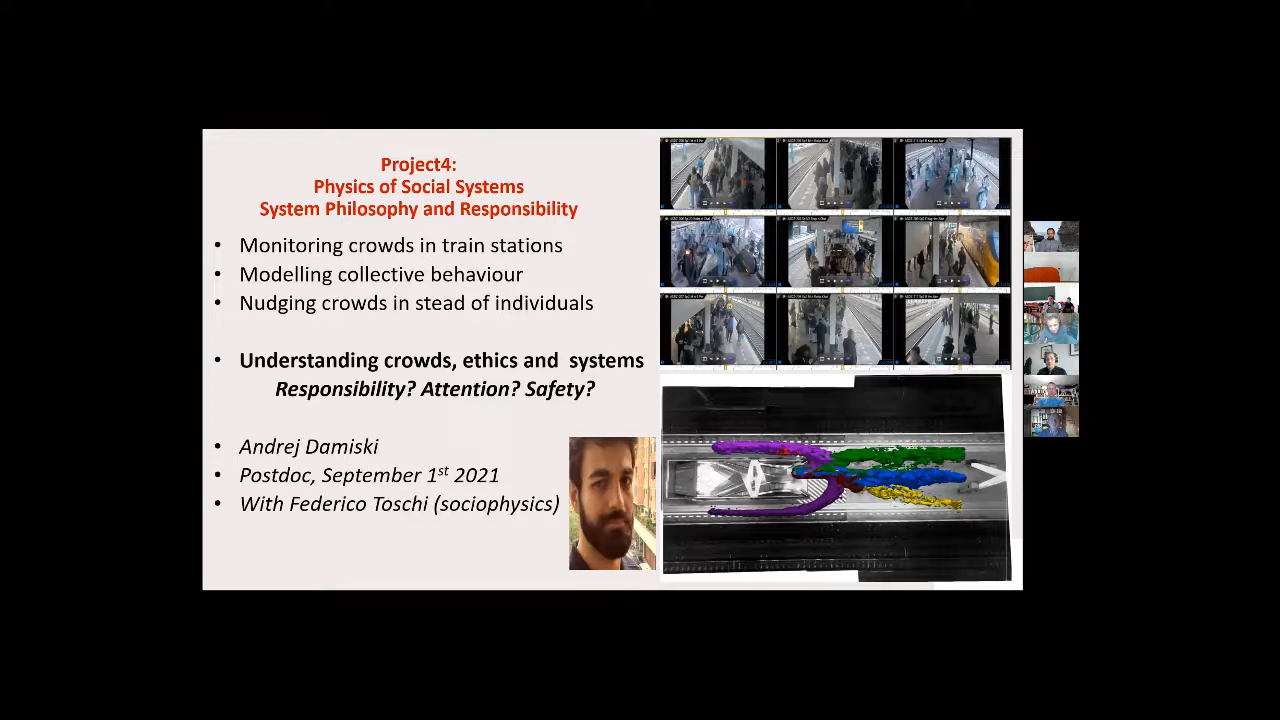 Project4:
Physics of Social Systems
System Philosophy and Responsibility
• Monitoring crowds in train stations
• Modelling collective behaviour
• Nudging crowds in stead of individuals
• Understanding crowds, ethics and systems
Responsibility? Attention? Safety?
• Andrej Damiski
• Postdoc, September 1st 2021
• With Federico Toschi (sociophysics)